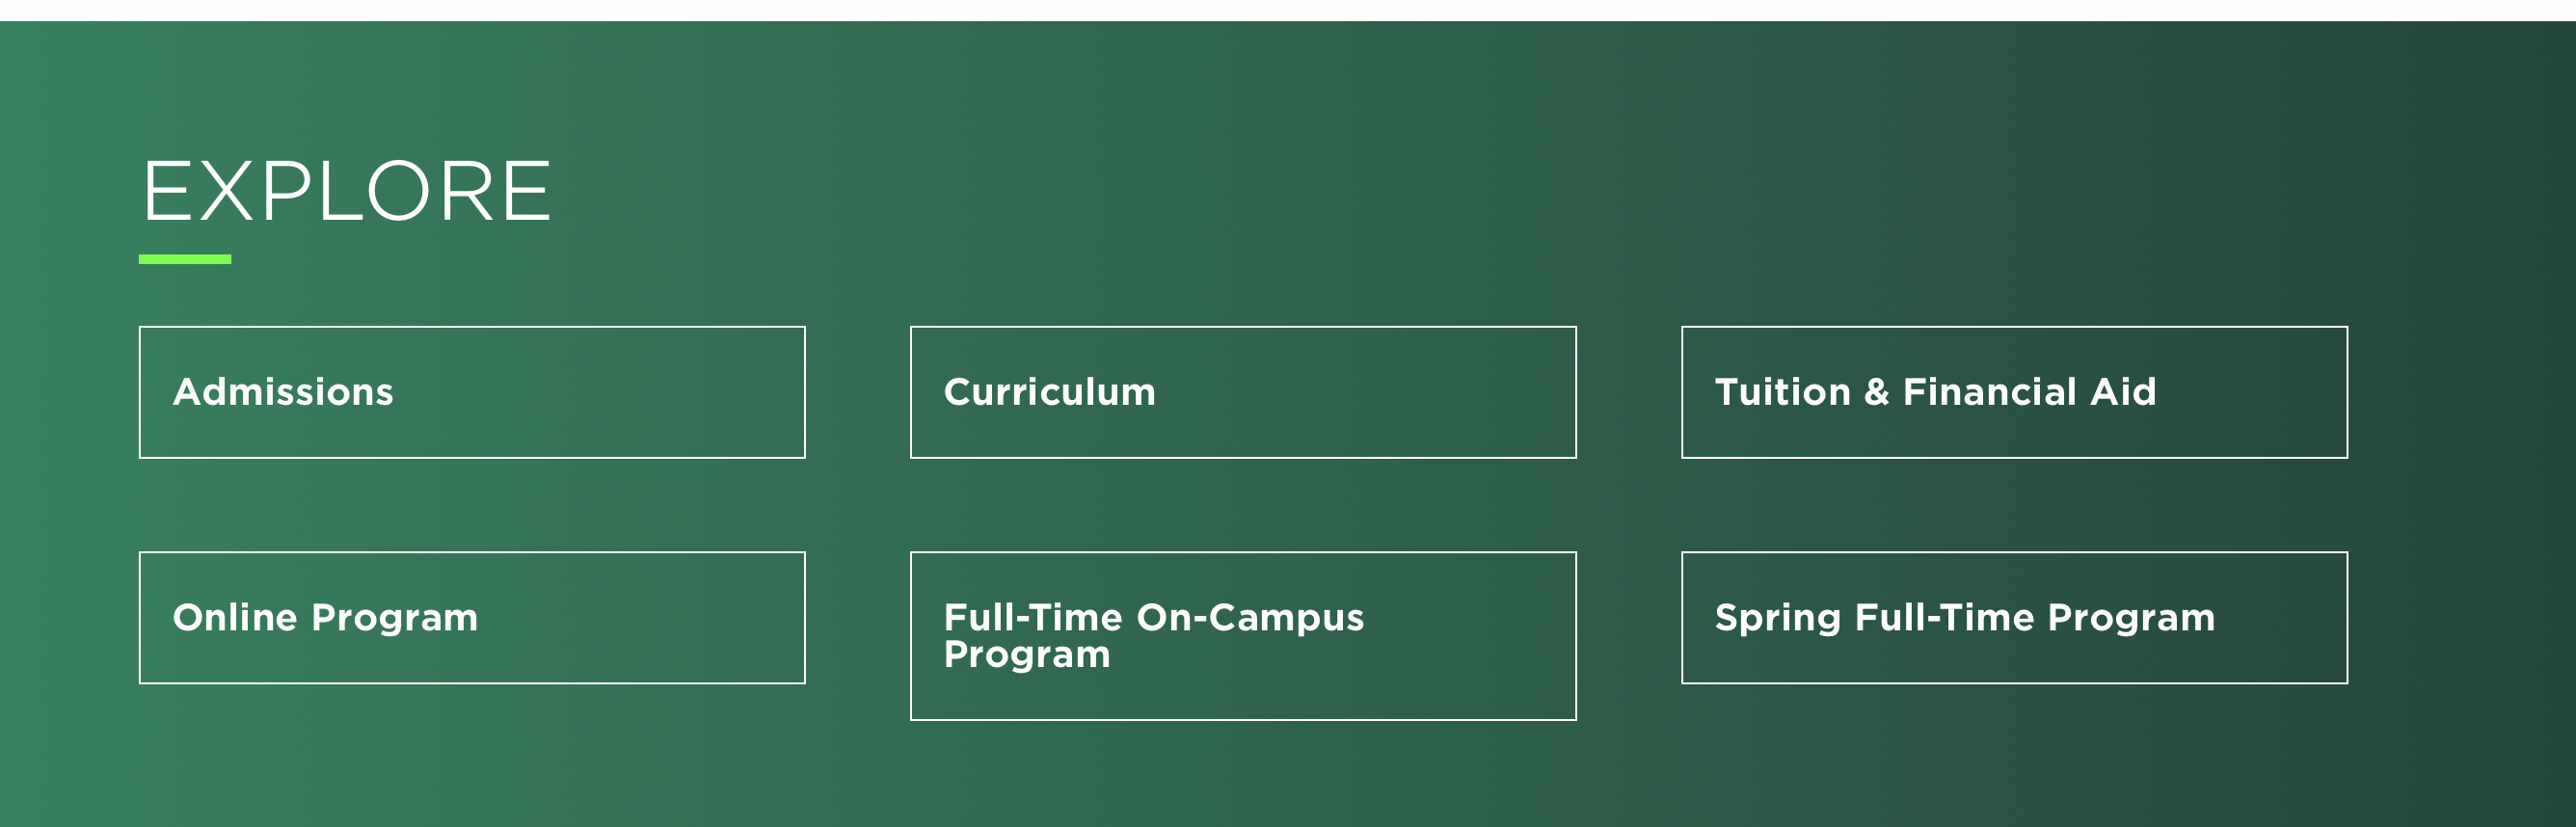 EXPLORE
Admissions
Curriculum
Tuition & Financial Aid
Online Program
Full-Time On-Campus
Program
Spring Full-Time Program